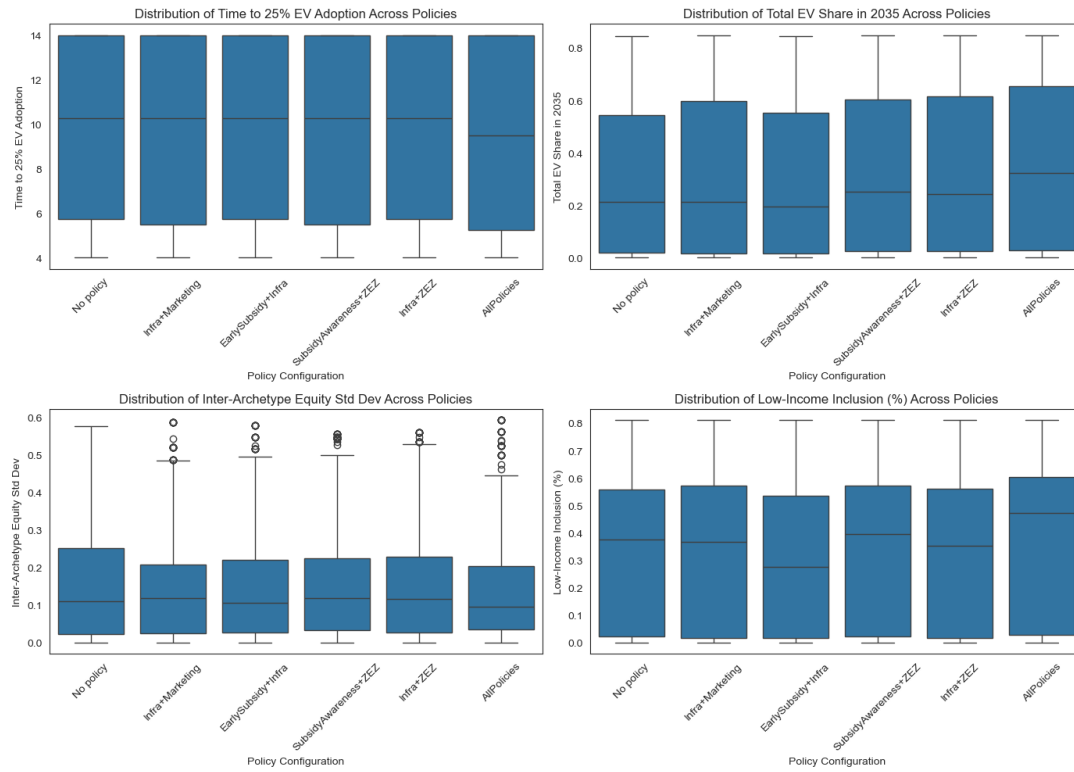 Distribution of Time to 25% EV Adoption Across Policies
Time to 25% EV Adoption
14
12
10
8
6
4
No policy
Infra+Marketing
EarlySubsidy+Infra
SubsidyAwareness+ZEZ
Infra+ZEZ
AllPolicies
Policy Configuration
Distribution of Total EV Share in 2035 Across Policies
Total EV Share in 2035
0.8
0.6
0.4
0.2
0.0
No policy
Infra+Marketing
EarlySubsidy+Infra
SubsidyAwareness+ZEZ
Infra+ZEZ
AllPolicies
Policy Configuration
Distribution of Inter-Archetype Equity Std Dev Across Policies
Inter-Archetype Equity Std Dev
0.6
0.5
0.4
0.3
0.2
0.1
0.0
No policy
Infra+Marketing
EarlySubsidy+Infra
SubsidyAwareness+ZEZ
Infra+ZEZ
AllPolicies
Policy Configuration
Distribution of Low-Income Inclusion (%) Across Policies
Low-Income Inclusion (%)
0.8
0.7
0.6
0.5
0.4
0.3
0.2
0.1
0.0
No policy
Infra+Marketing
EarlySubsidy+Infra
SubsidyAwareness+ZEZ
Infra+ZEZ
AllPolicies
Policy Configuration